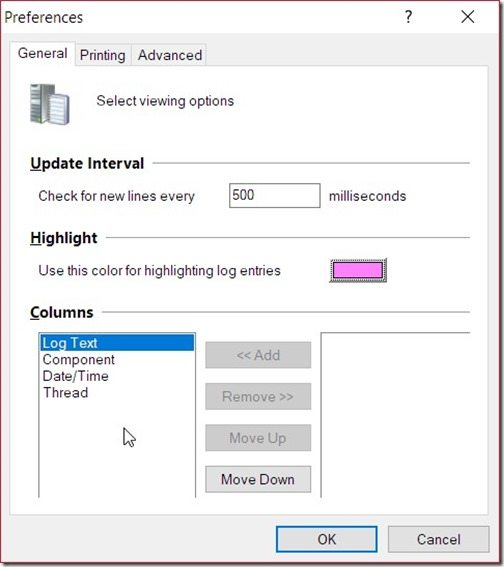 Preferences
?
General Printing Advanced
Select viewing options
Update Interval
Check for new lines every 500 milliseconds
Highlight
Use this color for highlighting log entries
Columns
Log Text
Component
Date/Time
Thread
<< Add
Remove >>
Move Up
Move Down
OK Cancel